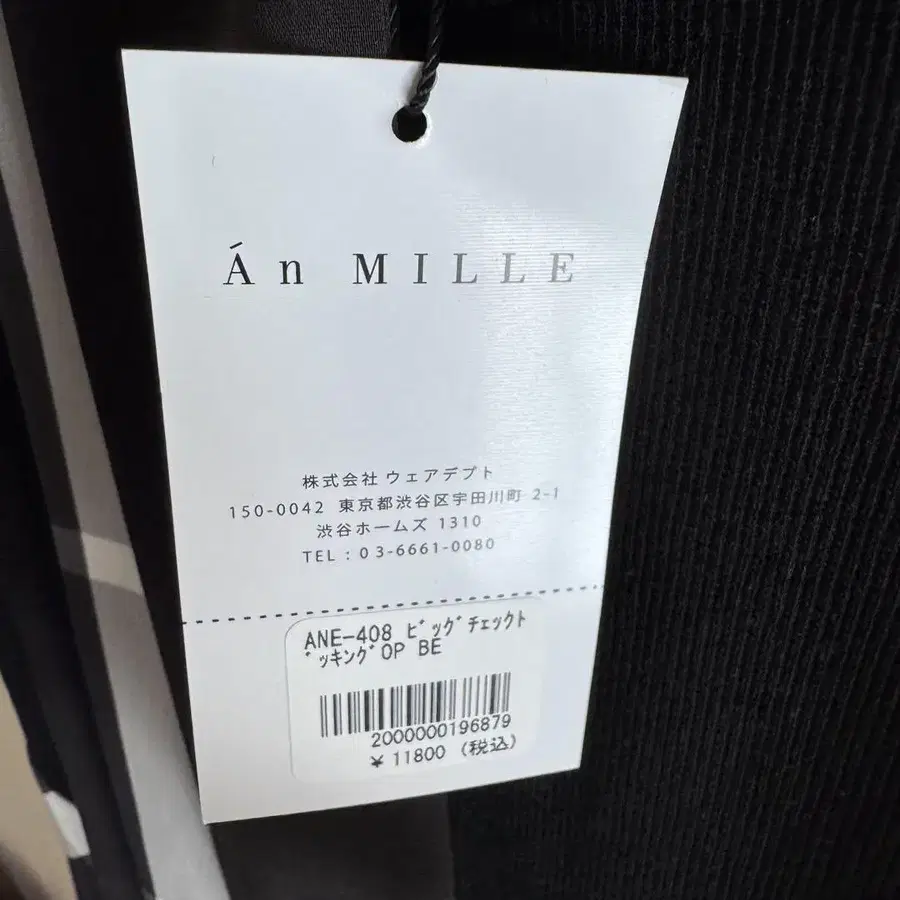 Án MILLE
株式会社 ウェアデプト
150-0042 東京都渋谷区宇田川町 2-1
渋谷ホームズ 1310
TEL : 03-6661-0080
ANE-408 ﾋﾞｯｸﾞﾁェックト
ﾞｯｷﾝｸﾞOP BE
2000000196879
¥ 11800 (税込)